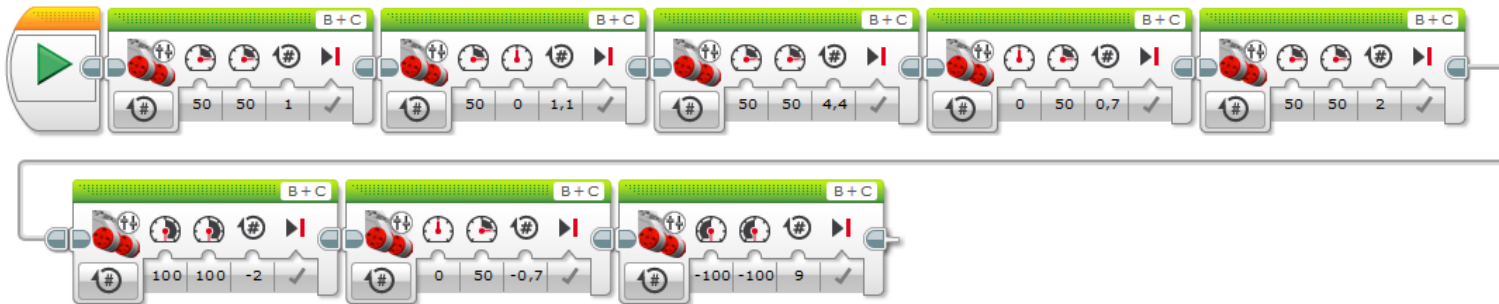 B + C B + C B + C B + C B + C
# # # # #
50 50 1 50 0 1,1 50 50 4,4 0 50 0,7 50 50 2
# # # # #
B + C B + C B + C
# # #
100 100 -2 0 50 -0,7 -100 -100 9
# # #